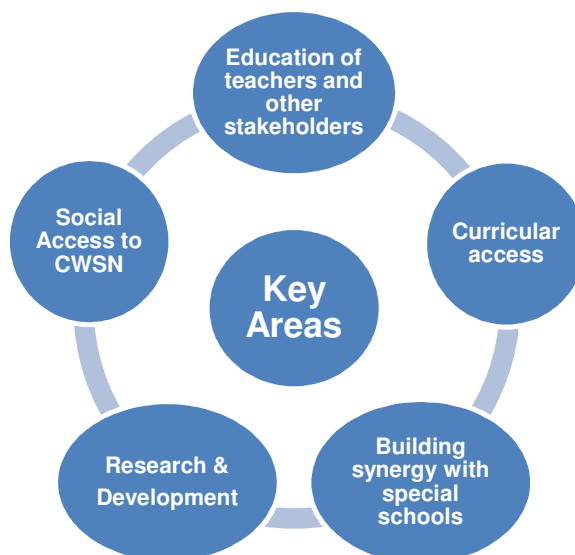 Education of
teachers and
other
stakeholders
Curricular
access
Building
synergy with
special
schools
Research &
Development
Social
Access to
CWSN
Key
Areas